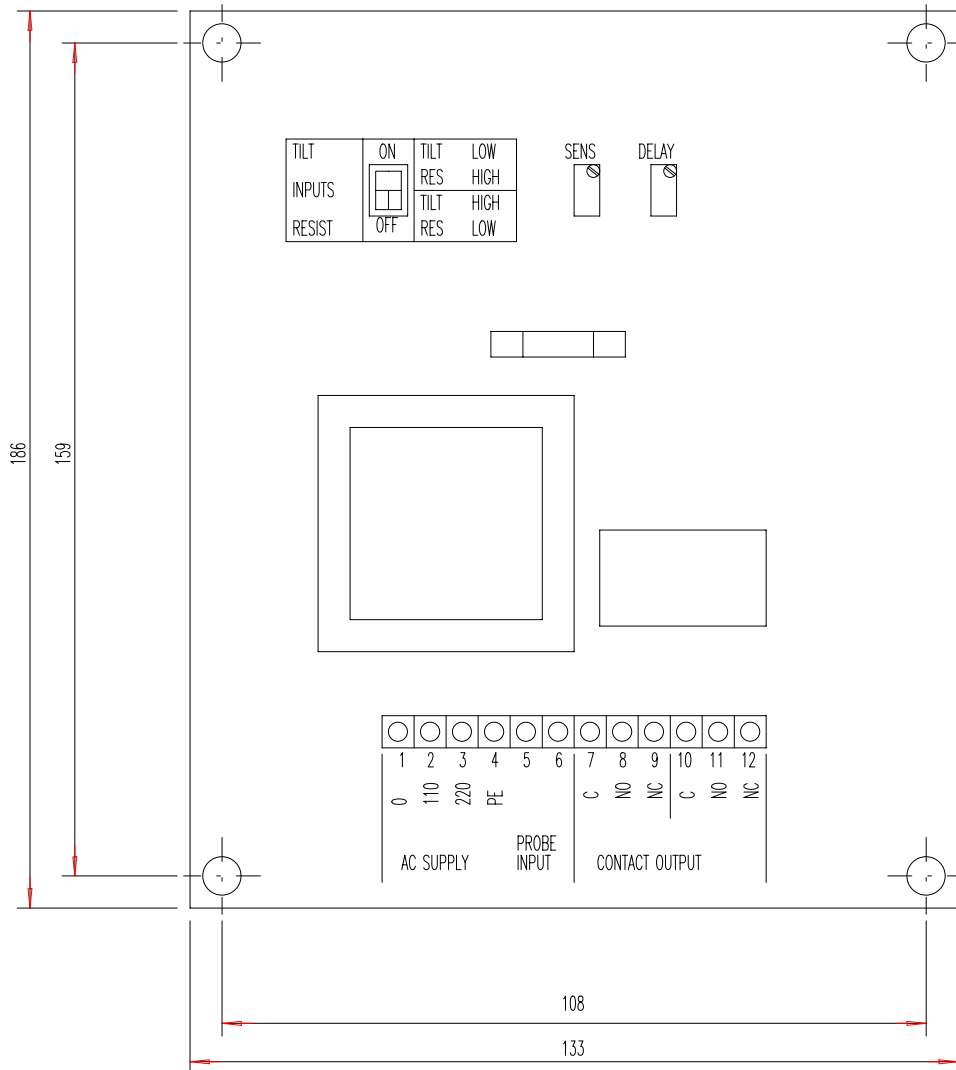 TILT ON TILT LOW
RES HIGH
INPUTS
TILT HIGH
RESIST OFF RES LOW
SENS DELAY
186
159
1 2 3 4 5 6 7 8 9 10 11 12
0 110 220 PE C NO NC C NO NC
PROBE
AC SUPPLY INPUT CONTACT OUTPUT
108
133